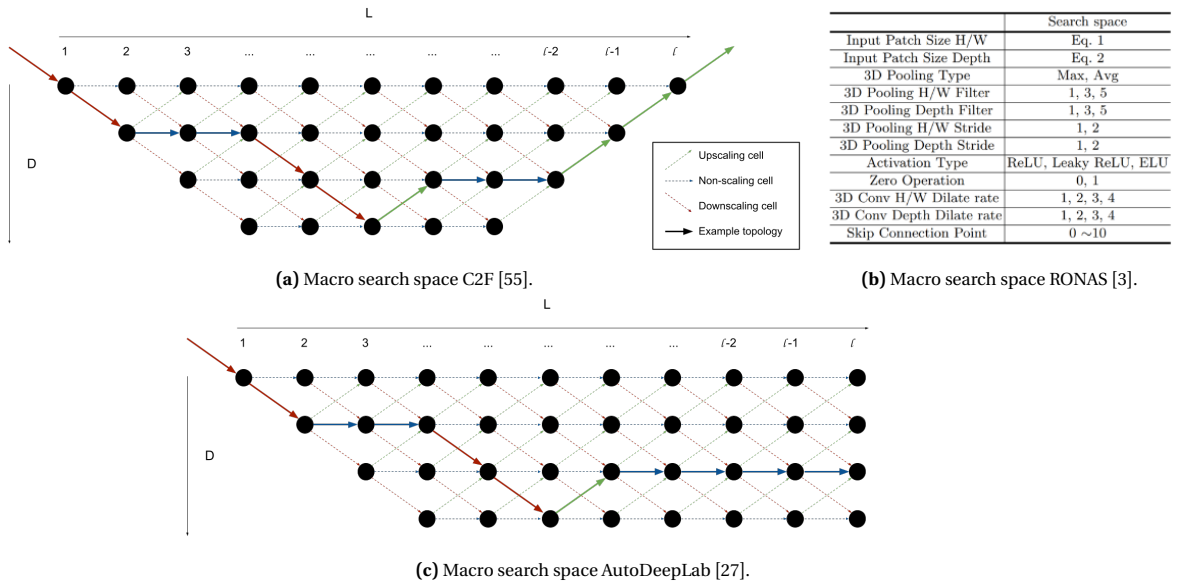 L
1 2 3 ... ... ... ... ... ℓ-2 ℓ-1 ℓ
D
Upscaling cell
Non-scaling cell
Downscaling cell
Example topology
(a) Macro search space C2F [55].
Search space
Input Patch Size H/W Eq. 1
Input Patch Size Depth Eq. 2
3D Pooling Type Max, Avg
3D Pooling H/W Filter 1, 3, 5
3D Pooling Depth Filter 1, 3, 5
3D Pooling H/W Stride 1, 2
3D Pooling Depth Stride 1, 2
Activation Type ReLU, Leaky ReLU, ELU
Zero Operation 0, 1
3D Conv H/W Dilate rate 1, 2, 3, 4
3D Conv Depth Dilate rate 1, 2, 3, 4
Skip Connection Point 0 ~10
(b) Macro search space RONAS [3].
L
1 2 3 ... ... ... ... ... ℓ-2 ℓ-1 ℓ
D
(c) Macro search space AutoDeepLab [27].